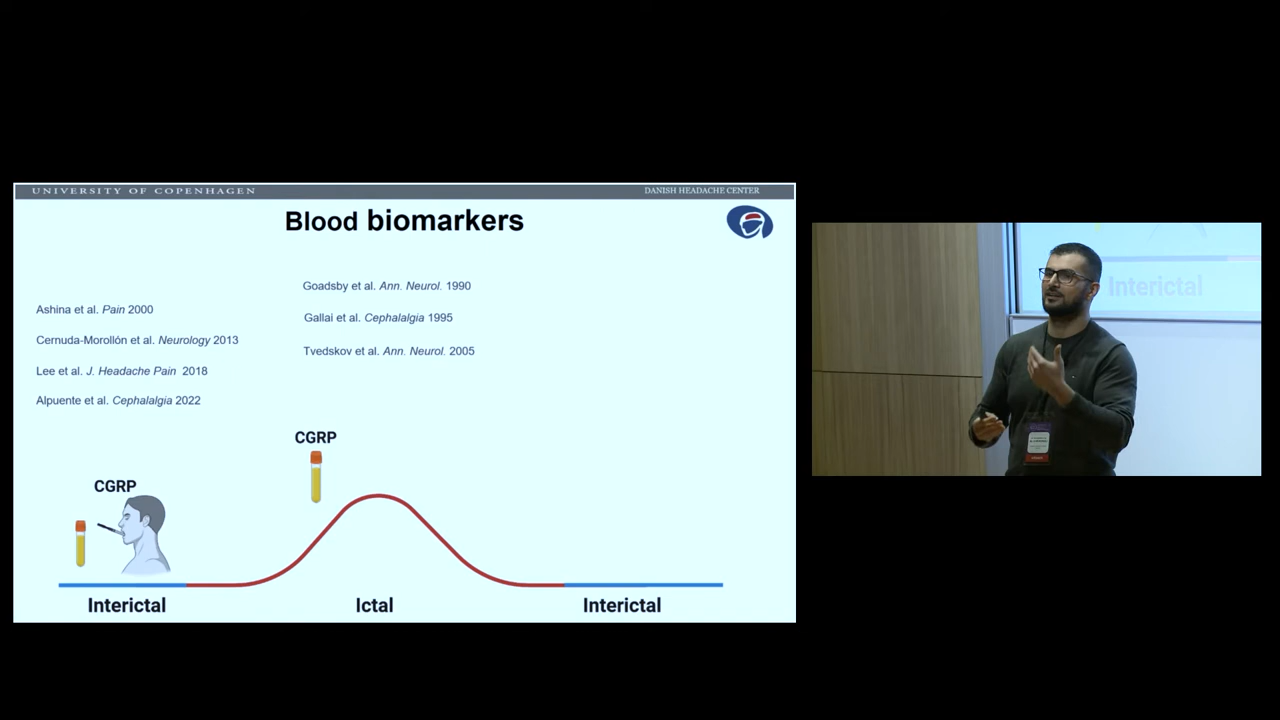 UNIVERSITY OF COPENHAGEN
DANISH HEADACHE CENTER
Blood biomarkers
Goadsby et al. Ann. Neurol. 1990
Ashina et al. Pain 2000
Gallai et al. Cephalalgia 1995
Cernuda-Morollón et al. Neurology 2013
Tvedskov et al. Ann. Neurol. 2005
Lee et al. J. Headache Pain 2018
Alpuente et al. Cephalalgia 2022
CGRP
CGRP
Interictal
Ictal
Interictal
Interictal